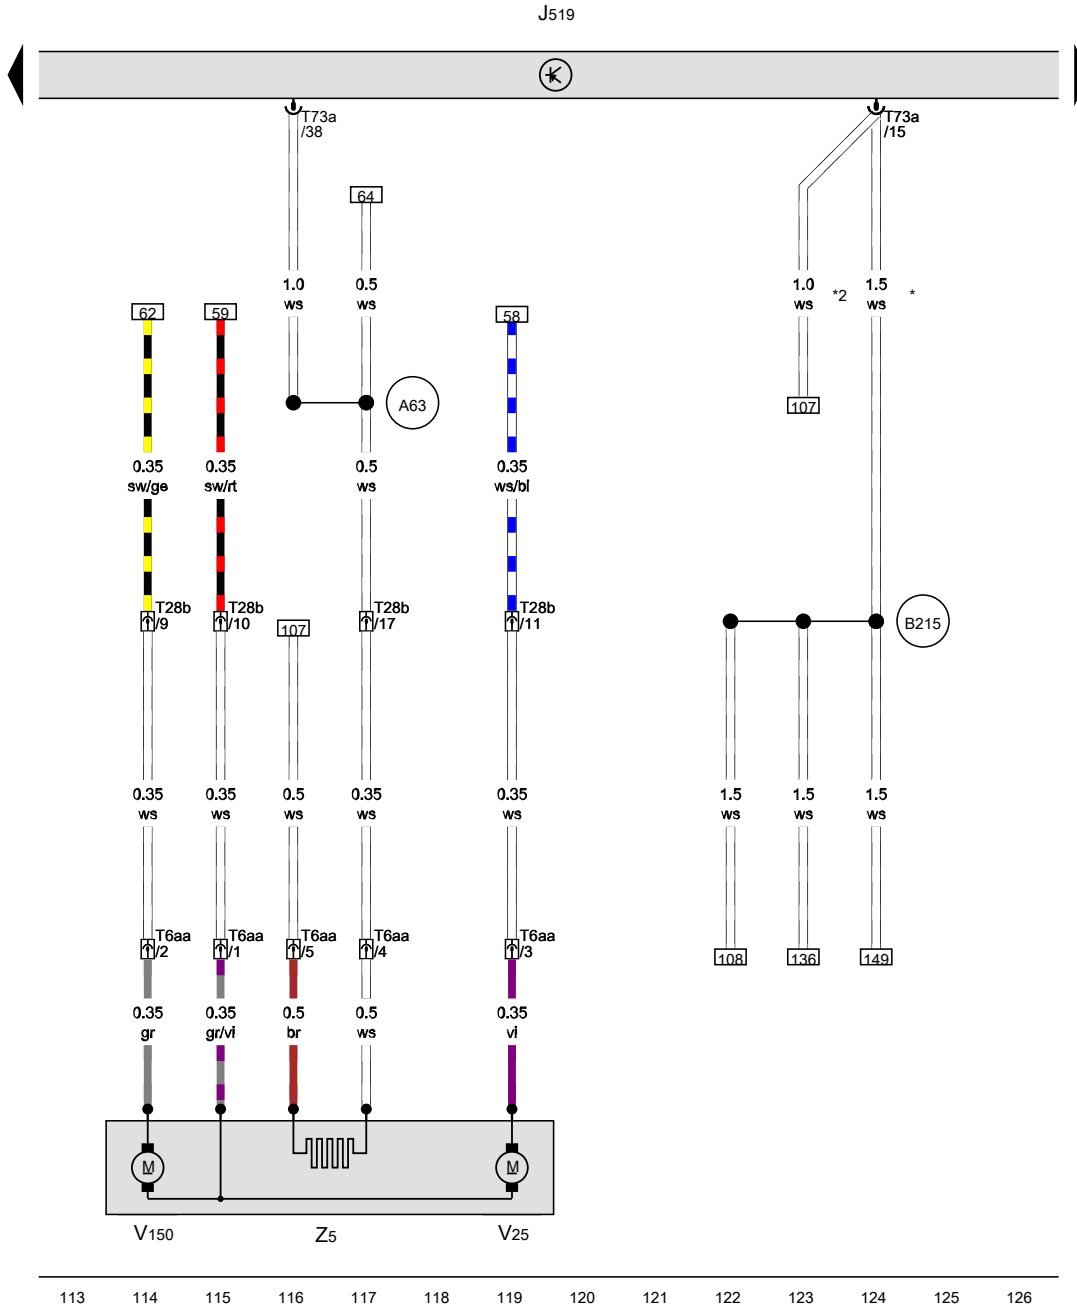 J519
T73a
/38
T73a
/15
64
1.0
ws
0.5
ws
1.0
ws
*2
1.5
ws
*
62
59
58
A63
107
0.35
sw/ge
0.35
sw/rt
0.5
ws
0.35
ws/bl
T28b
/9
T28b
/10
107
T28b
/17
T28b
/11
B215
0.35
ws
0.35
ws
0.5
ws
0.35
ws
0.35
ws
1.5
ws
1.5
ws
1.5
ws
T6aa
/2
T6aa
/1
T6aa
/5
T6aa
/4
T6aa
/3
108
136
149
0.35
gr
0.35
gr/vi
0.5
br
0.5
ws
0.35
vi
M
M
V150
Z5
V25
113 114 115 116 117 118 119 120 121 122 123 124 125 126